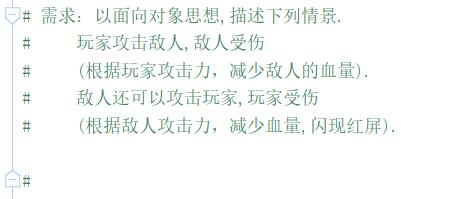 # 需求：以面向对象思想,描述下列情景.
#     玩家攻击敌人,敌人受伤
#     (根据玩家攻击力，减少敌人的血量).
#     敌人还可以攻击玩家,玩家受伤
#     (根据敌人攻击力，减少血量,闪现红屏).
#